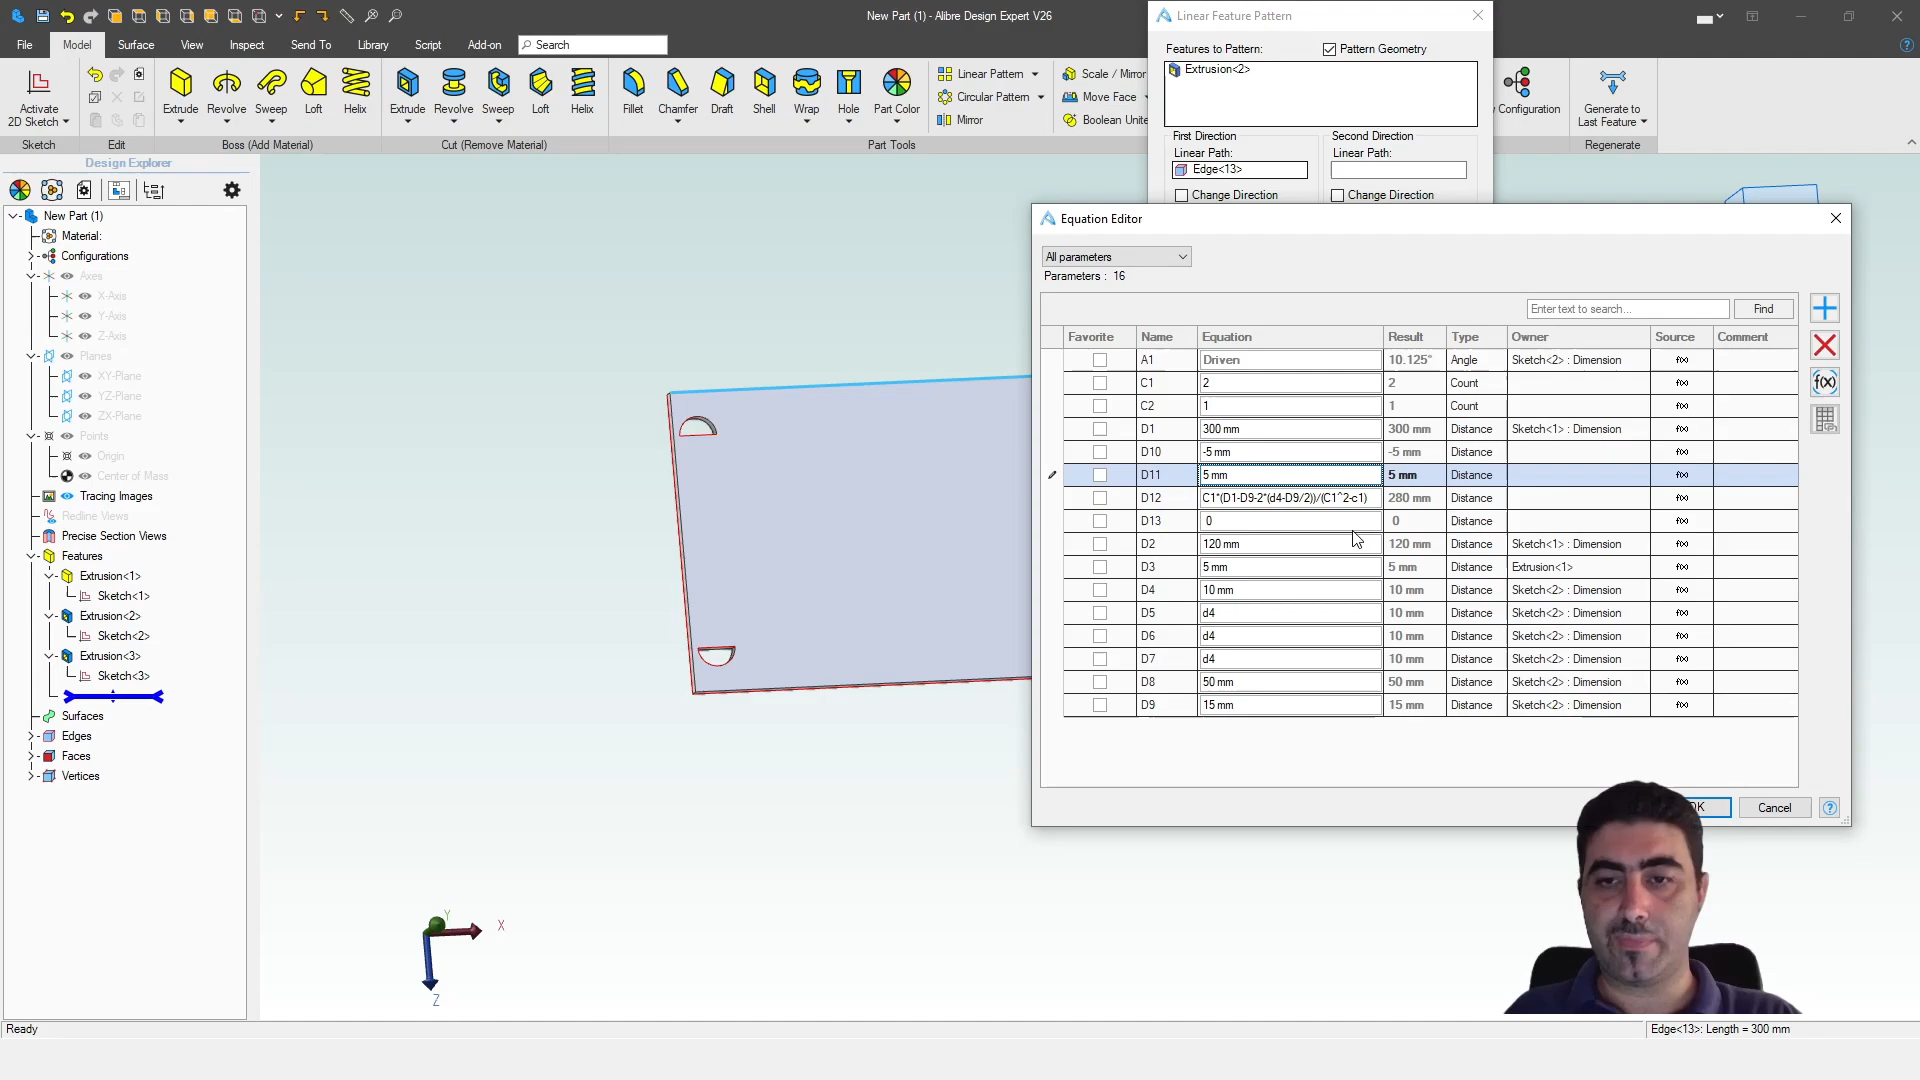 New Part (1) - Alibre Design Expert V26
File Model Surface View Inspect Send To Library Script Add-on Search
Activate
2D Sketch
Extrude Revolve Sweep Loft Helix
Extrude Revolve Sweep Loft Helix
Fillet Chamfer Draft Shell Wrap Hole Part Color
Linear Pattern
Circular Pattern
Mirror
Scale / Mirror
Move Face
Boolean Unite
Configuration
Generate to
Last Feature
Sketch Edit Boss (Add Material) Cut (Remove Material) Part Tools Regenerate
Linear Feature Pattern
Features to Pattern: Pattern Geometry
Extrusion<2>
First Direction Second Direction
Linear Path: Linear Path:
Edge<13>
Change Direction Change Direction
Design Explorer
New Part (1)
Material:
Configurations
Axes
X-Axis
Y-Axis
Z-Axis
Planes
XY-Plane
YZ-Plane
ZX-Plane
Points
Origin
Center of Mass
Tracing Images
Redline Views
Precise Section Views
Features
Extrusion<1>
Sketch<1>
Extrusion<2>
Sketch<2>
Extrusion<3>
Sketch<3>
Surfaces
Edges
Faces
Vertices
Equation Editor
All parameters
Parameters : 16
Enter text to search... Find
Favorite Name Equation Result Type Owner Source Comment
A1 Driven 10.125° Angle Sketch<2> : Dimension f(x)
C1 2 2 Count f(x)
C2 1 1 Count f(x)
D1 300 mm 300 mm Distance Sketch<1> : Dimension f(x)
D10 -5 mm -5 mm Distance f(x)
D11 5 mm 5 mm Distance f(x)
D12 C1*(D1-D9-2*(d4-D9/2))/(C1^2-c1) 280 mm Distance f(x)
D13 0 0 Distance f(x)
D2 120 mm 120 mm Distance Sketch<1> : Dimension f(x)
D3 5 mm 5 mm Distance Extrusion<1> f(x)
D4 10 mm 10 mm Distance Sketch<2> : Dimension f(x)
D5 d4 10 mm Distance Sketch<2> : Dimension f(x)
D6 d4 10 mm Distance Sketch<2> : Dimension f(x)
D7 d4 10 mm Distance Sketch<2> : Dimension f(x)
D8 50 mm 50 mm Distance Sketch<2> : Dimension f(x)
D9 15 mm 15 mm Distance Sketch<2> : Dimension f(x)
f(x)
OK Cancel ?
Y
X
Z
Ready
Edge<13>: Length = 300 mm